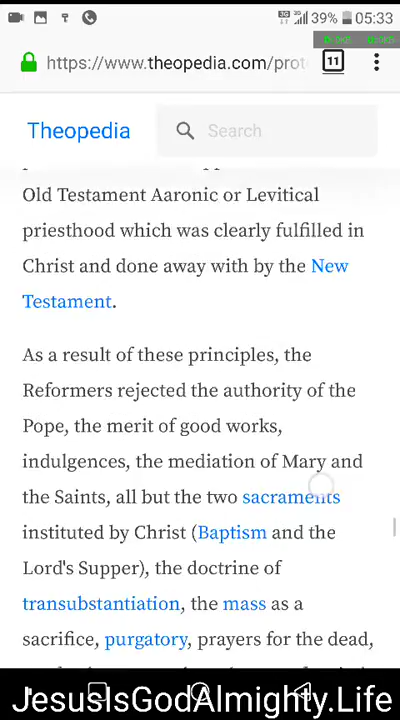 39% 05:33
https://www.theopedia.com/prot
11
Theopedia
Search
Old Testament Aaronic or Levitical
priesthood which was clearly fulfilled in
Christ and done away with by the New
Testament.
As a result of these principles, the
Reformers rejected the authority of the
Pope, the merit of good works,
indulgences, the mediation of Mary and
the Saints, all but the two sacraments
instituted by Christ (Baptism and the
Lord's Supper), the doctrine of
transubstantiation, the mass as a
sacrifice, purgatory, prayers for the dead,
JesusIsGodAlmighty.Life